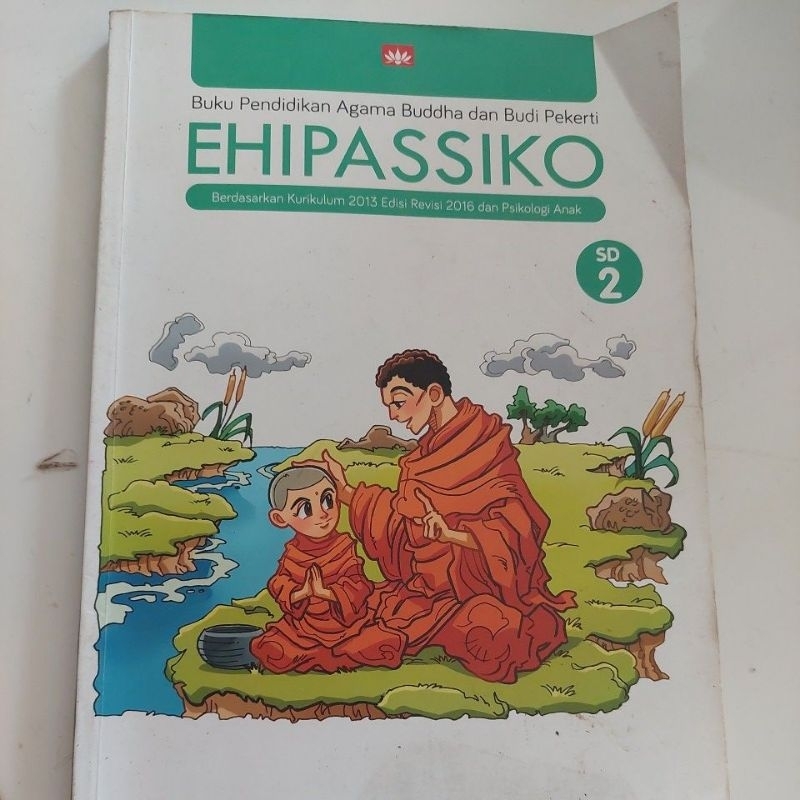 Buku Pendidikan Agama Buddha dan Budi Pekerti
EHIPASSIKO
Berdasarkan Kurikulum 2013 Edisi Revisi 2016 dan Psikologi Anak
SD
2